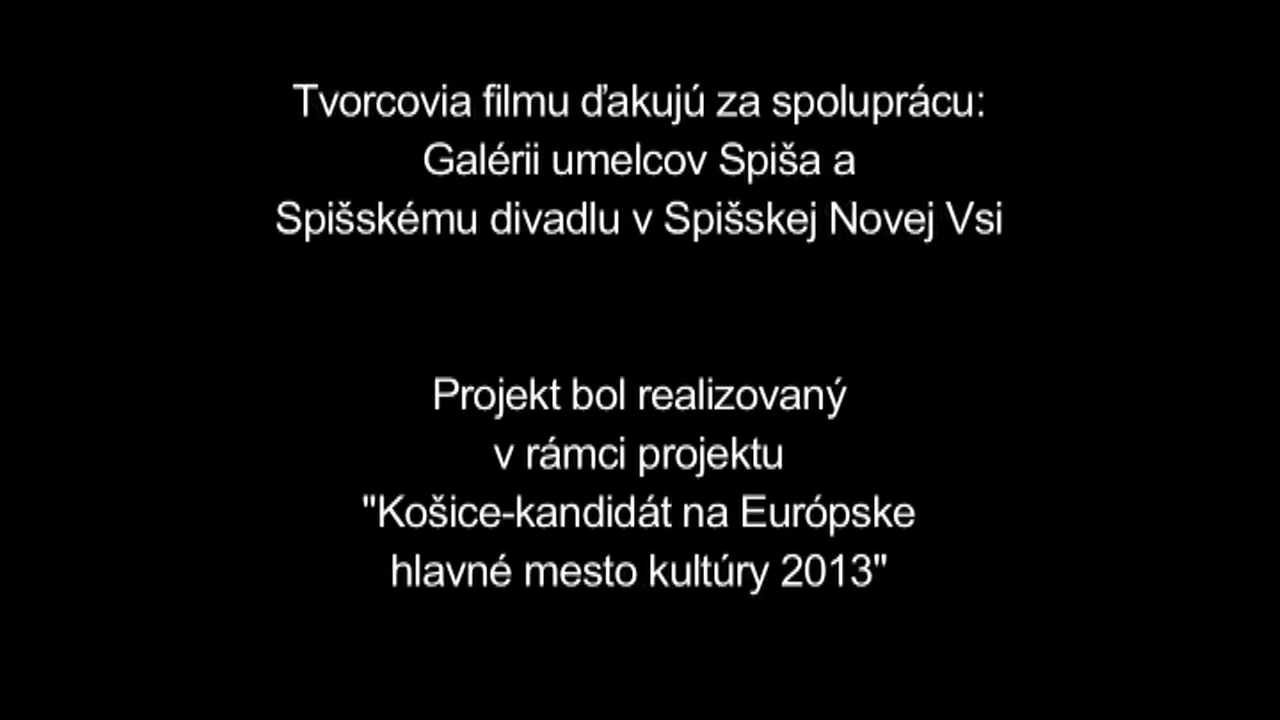 Tvorcovia filmu ďakujú za spoluprácu:
Galérii umelcov Spiša a
Spišskému divadlu v Spišskej Novej Vsi
Projekt bol realizovaný
v rámci projektu
"Košice-kandidát na Európske
hlavné mesto kultúry 2013"